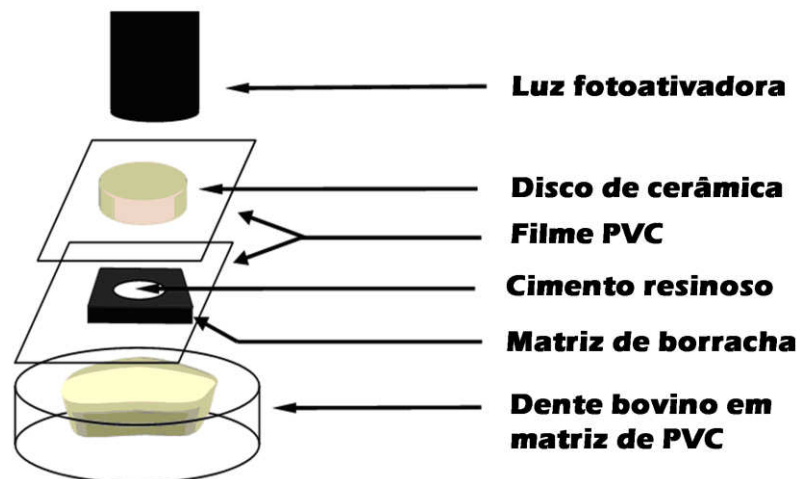 Luz fotoativadora
Disco de cerâmica
Filme PVC
Cimento resinoso
Matriz de borracha
Dente bovino em
matriz de PVC